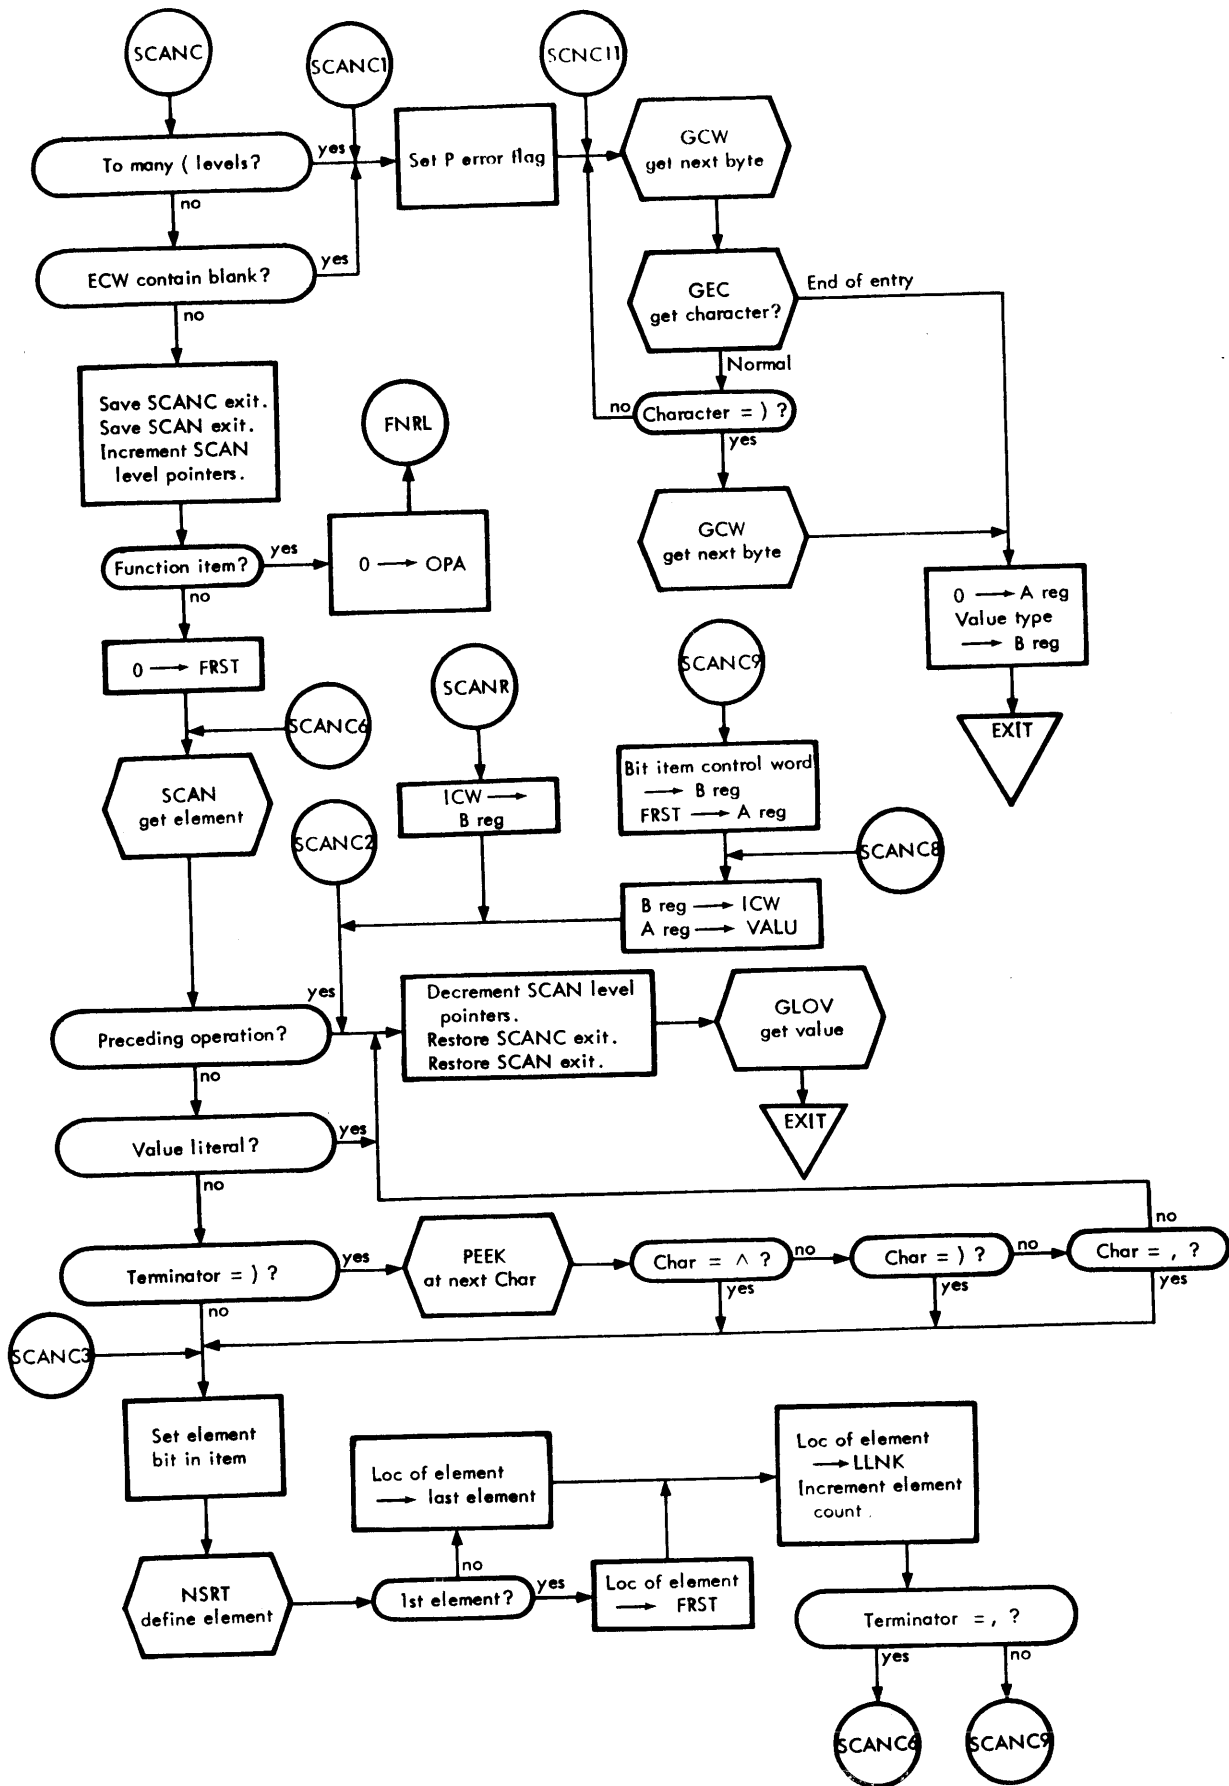 SCANC
SCANC1
SCNC11
To many ( levels?
yes
no
Set P error flag
GCW
get next byte
ECW contain blank?
yes
no
GEC
get character?
End of entry
Normal
Save SCANC exit.
Save SCAN exit.
Increment SCAN
level pointers.
FNRL
no
Character = ) ?
yes
GCW
get next byte
Function item?
yes
no
0 → OPA
0 → A reg
Value type
→ B reg
EXIT
0 → FRST
SCANC6
SCANR
SCANC9
SCAN
get element
SCANC2
ICW →
B reg
Bit item control word
→ B reg
FRST → A reg
SCANC8
B reg → ICW
A reg → VALU
Preceding operation?
yes
no
Decrement SCAN level
pointers.
Restore SCANC exit.
Restore SCAN exit.
GLOV
get value
EXIT
Value literal?
yes
no
Terminator = ) ?
yes
no
PEEK
at next Char
Char = ^ ?
no
yes
Char = ) ?
no
yes
Char = , ?
no
yes
SCANC3
Set element
bit in item
Loc of element
→ last element
Loc of element
→ LLNK
Increment element
count.
NSRT
define element
1st element?
no
yes
Loc of element
→ FRST
Terminator = , ?
yes
no
SCANC6
SCANC9